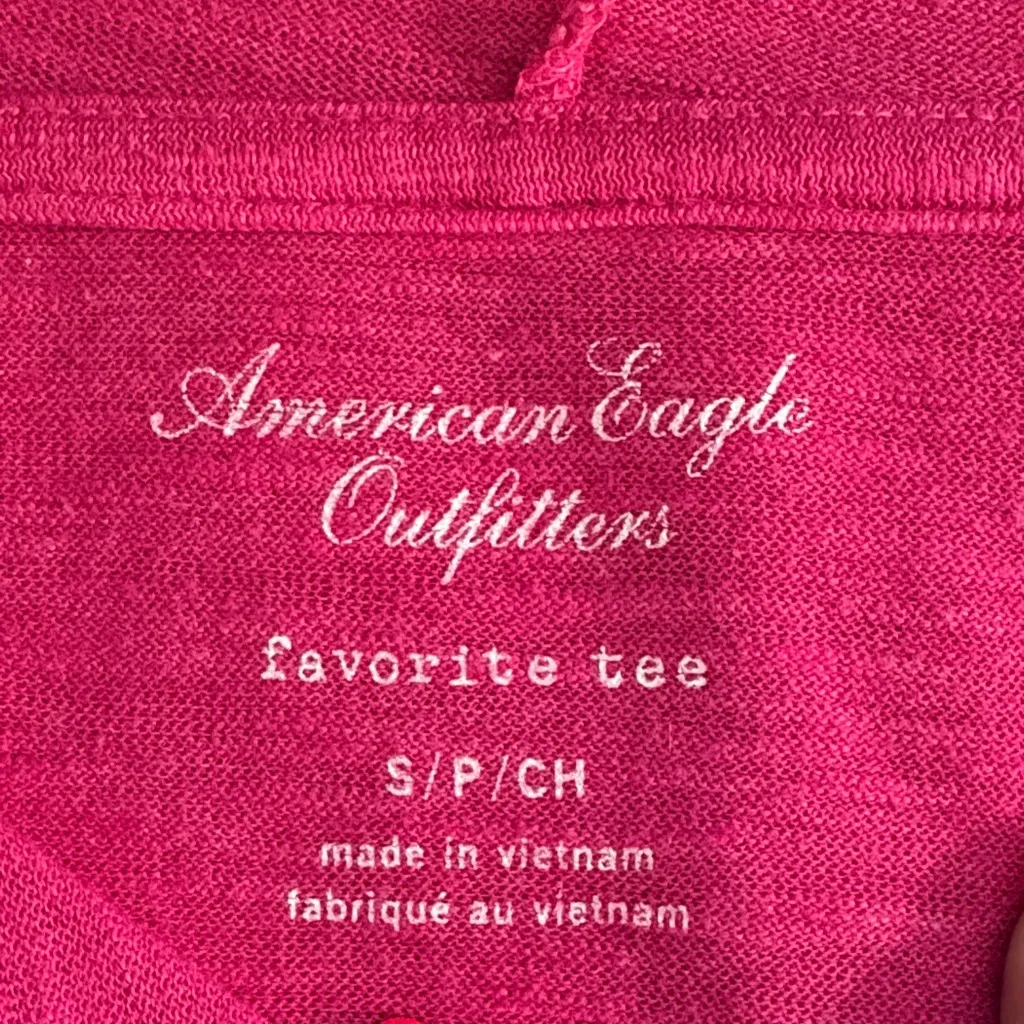 American Eagle
Outfitters
favorite tee
S/P/CH
made in vietnam
fabriqué au vietnam